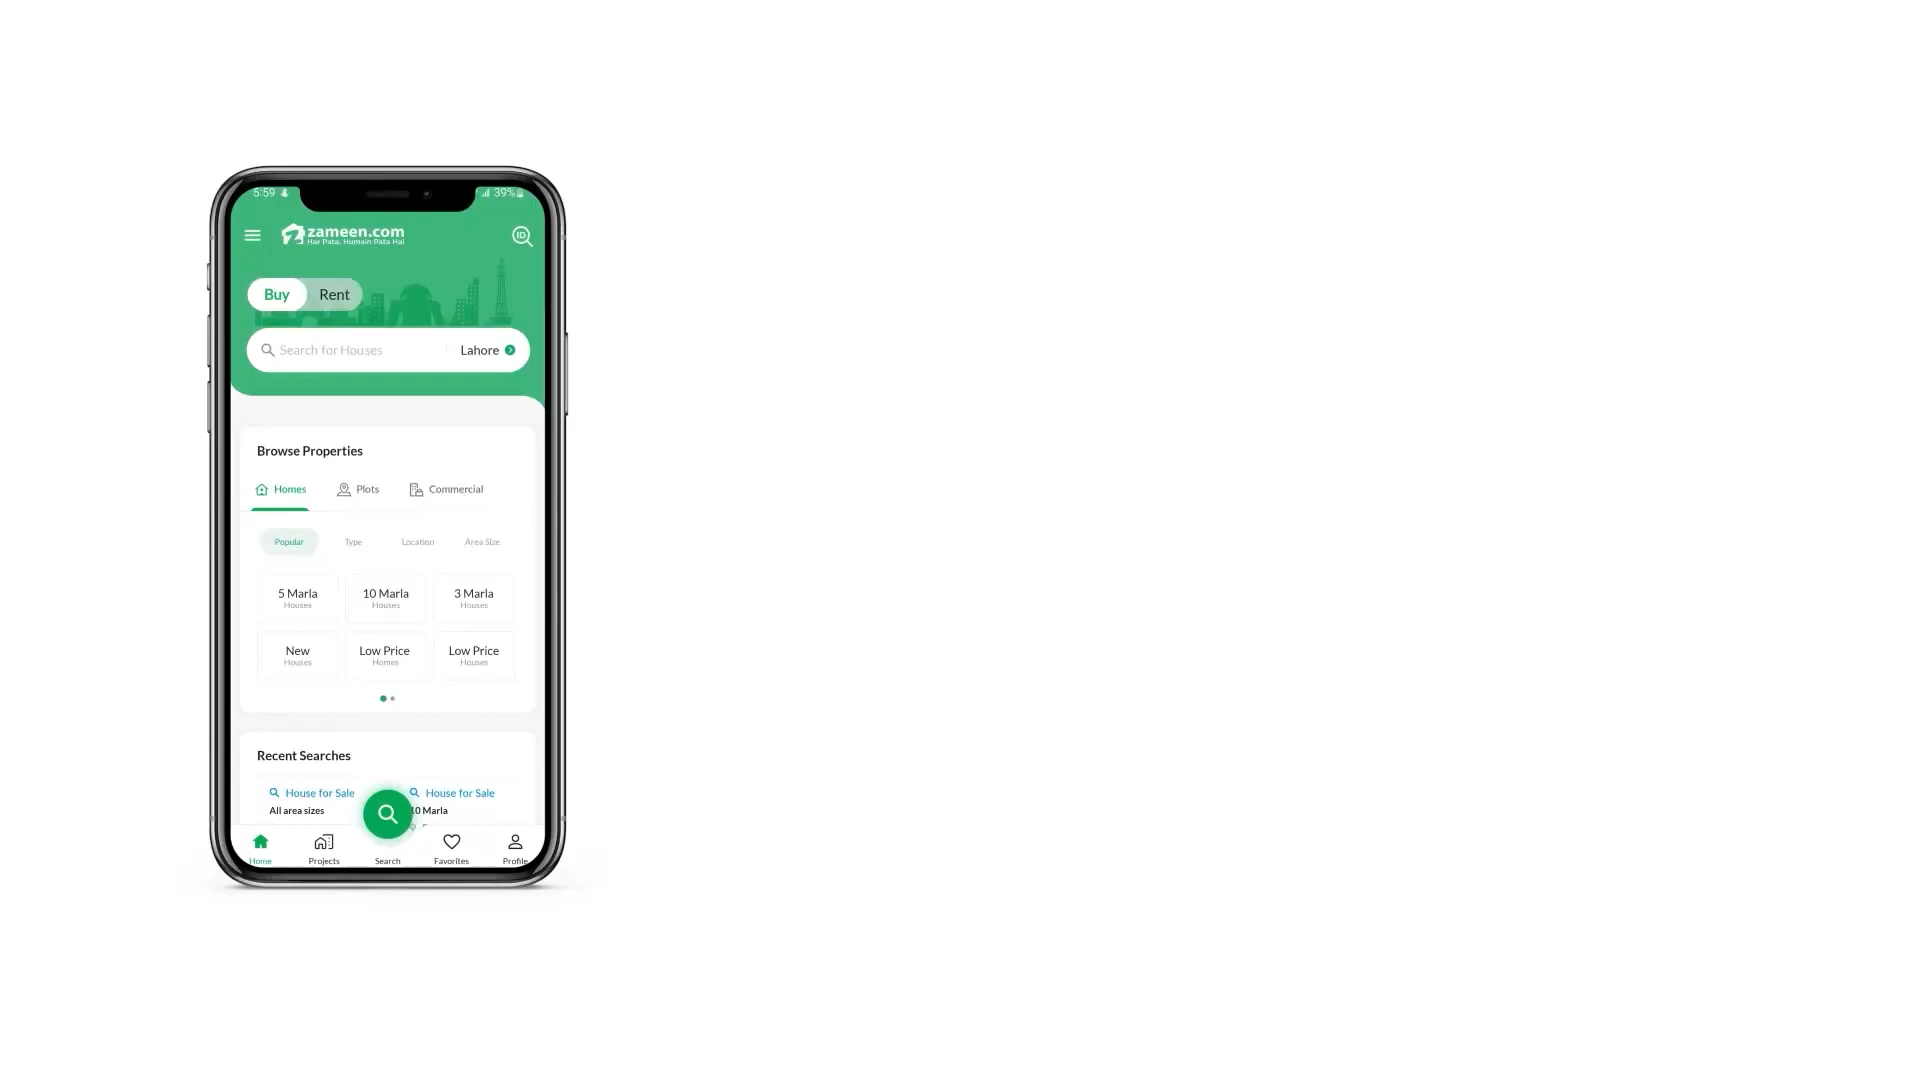 5:59 39%
zameen.com
Har Pata, Humain Pata Hai
ID
Buy Rent
Search for Houses Lahore
Browse Properties
Homes Plots Commercial
Popular Type Location Area Size
5 Marla 10 Marla 3 Marla
Houses Houses Houses
New Low Price Low Price
Houses Homes Houses
Recent Searches
House for Sale House for Sale
All area sizes 10 Marla
Home Projects Search Favorites Profile